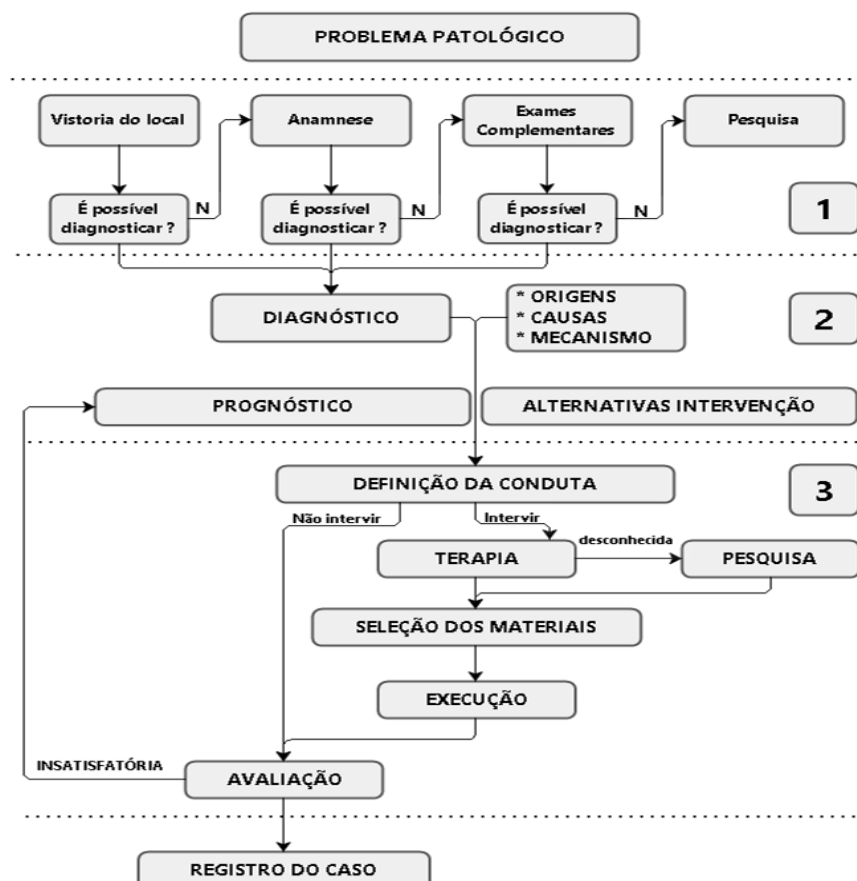 PROBLEMA PATOLÓGICO
Vistoria do local
Anamnese
Exames
Complementares
Pesquisa
É possível
diagnosticar ?
N
É possível
diagnosticar ?
N
É possível
diagnosticar ?
N
1
DIAGNÓSTICO
* ORIGENS
* CAUSAS
* MECANISMO
2
PROGNÓSTICO
ALTERNATIVAS INTERVENÇÃO
DEFINIÇÃO DA CONDUTA
3
Não intervir
Intervir
TERAPIA
desconhecida
PESQUISA
SELEÇÃO DOS MATERIAIS
EXECUÇÃO
INSATISFATÓRIA
AVALIAÇÃO
REGISTRO DO CASO